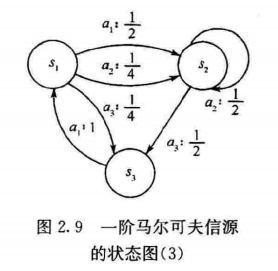 a₁: 1/2
s₁
s₂
a₂: 1/4
a₃: 1/4
a₂: 1/2
a₁: 1
a₃: 1/2
s₃
图 2.9 一阶马尔可夫信源
的状态图(3)